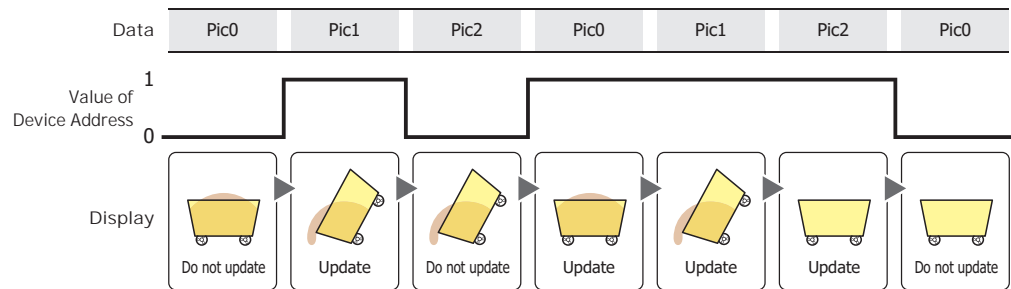 Data Pic0 Pic1 Pic2 Pic0 Pic1 Pic2 Pic0
1
Value of
Device Address
0
Display
Do not update Update Do not update Update Update Update Do not update